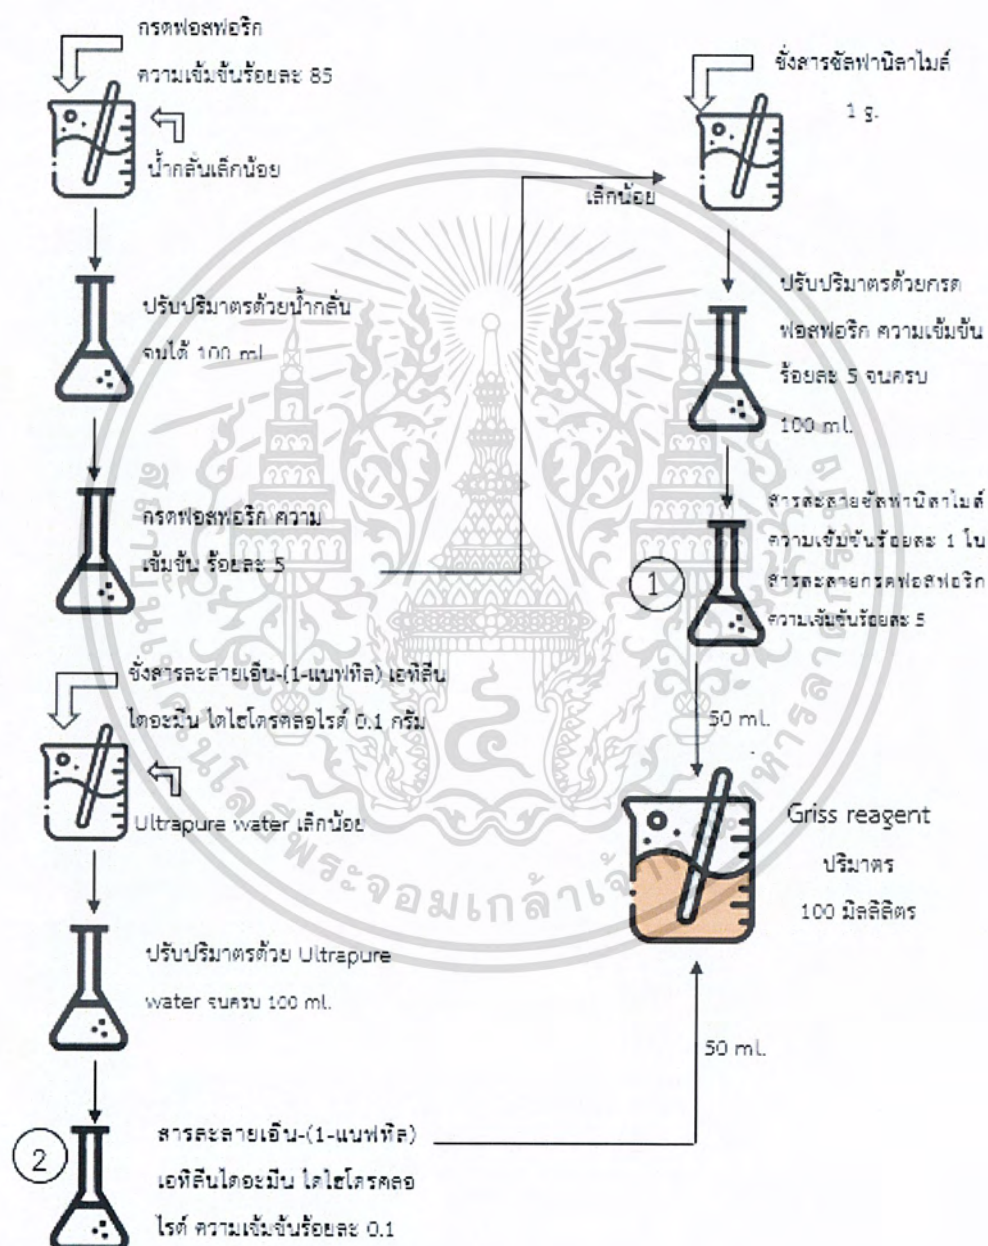 กรดฟอสฟอริก
ความเข้มข้นร้อยละ 85
น้ำกลั่นเล็กน้อย
ปรับปริมาตรด้วยน้ำกลั่น
จนได้ 100 ml
กรดฟอสฟอริก ความ
เข้มข้น ร้อยละ 5
เล็กน้อย
ชั่งสารซัลฟานิลาไมด์
1 g.
ปรับปริมาตรด้วยกรด
ฟอสฟอริก ความเข้มข้น
ร้อยละ 5 จนครบ
100 ml.
1
สารละลายซัลฟานิลาไมด์
ความเข้มข้นร้อยละ 1 ใน
สารละลายกรดฟอสฟอริก
ความเข้มข้นร้อยละ 5
50 ml.
ชั่งสารละลายเอ็น-(1-แนฟทิล) เอทิลีน
ไดอะมีน ไดไฮโดรคลอไรด์ 0.1 กรัม
Ultrapure water เล็กน้อย
ปรับปริมาตรด้วย Ultrapure
water จนครบ 100 ml.
2
สารละลายเอ็น-(1-แนฟทิล)
เอทิลีนไดอะมีน ไดไฮโดรคลอ
ไรด์ ความเข้มข้นร้อยละ 0.1
50 ml.
Griss reagent
ปริมาตร
100 มิลลิลิตร
พระจอมเกล้าเจ้า